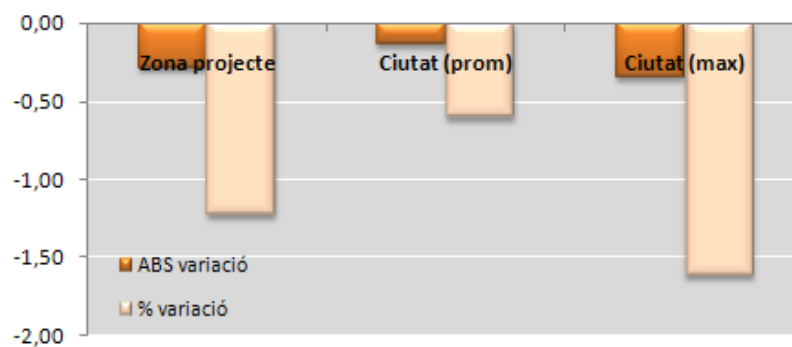 0,00
Zona projecte Ciutat (prom) Ciutat (max)
-0,50
-1,00
-1,50
ABS variació
% variació
-2,00